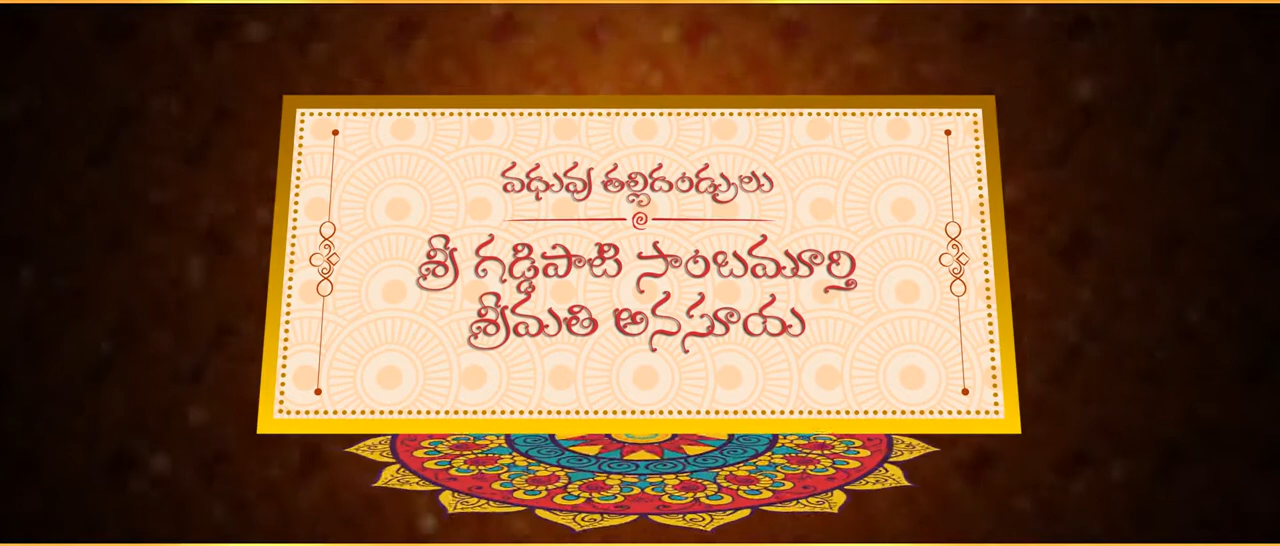 వధువు తల్లిదండ్రులు
శ్రీ గడ్డిపాటి సాంబమూర్తి
శ్రీమతి అనసూయ